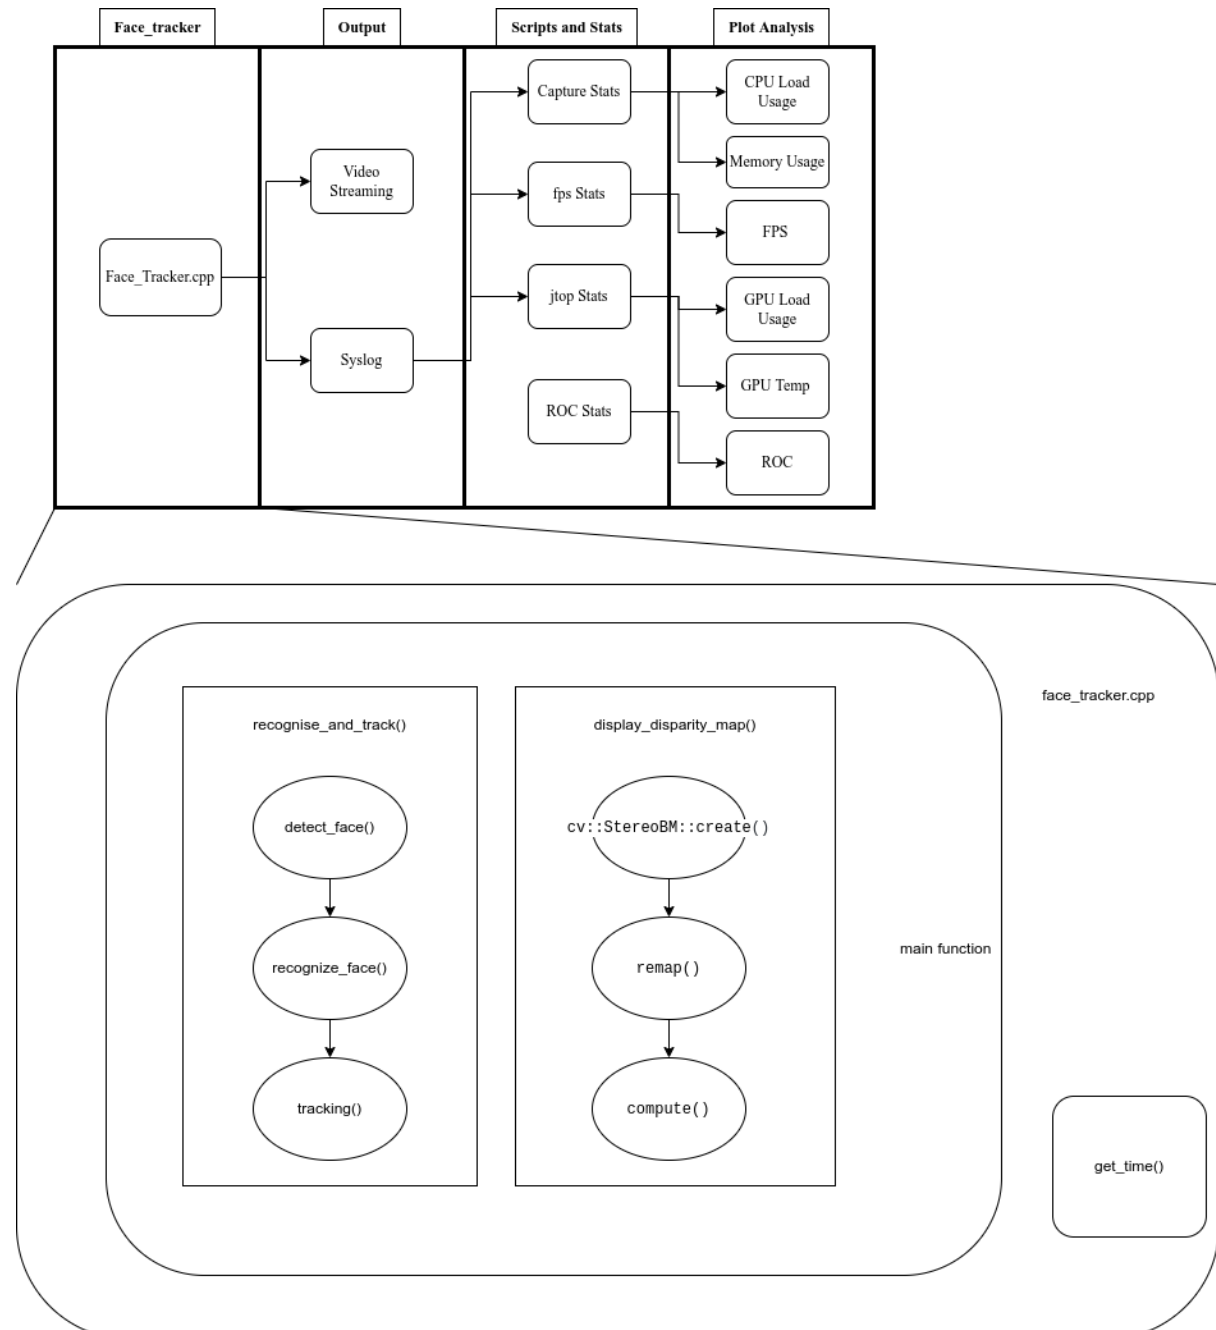 Face_tracker
Output
Scripts and Stats
Plot Analysis
Face_Tracker.cpp
Video
Streaming
Syslog
Capture Stats
fps Stats
jtop Stats
ROC Stats
CPU Load
Usage
Memory Usage
FPS
GPU Load
Usage
GPU Temp
ROC
face_tracker.cpp
recognise_and_track()
detect_face()
recognize_face()
tracking()
display_disparity_map()
cv::StereoBM::create()
remap()
compute()
main function
get_time()